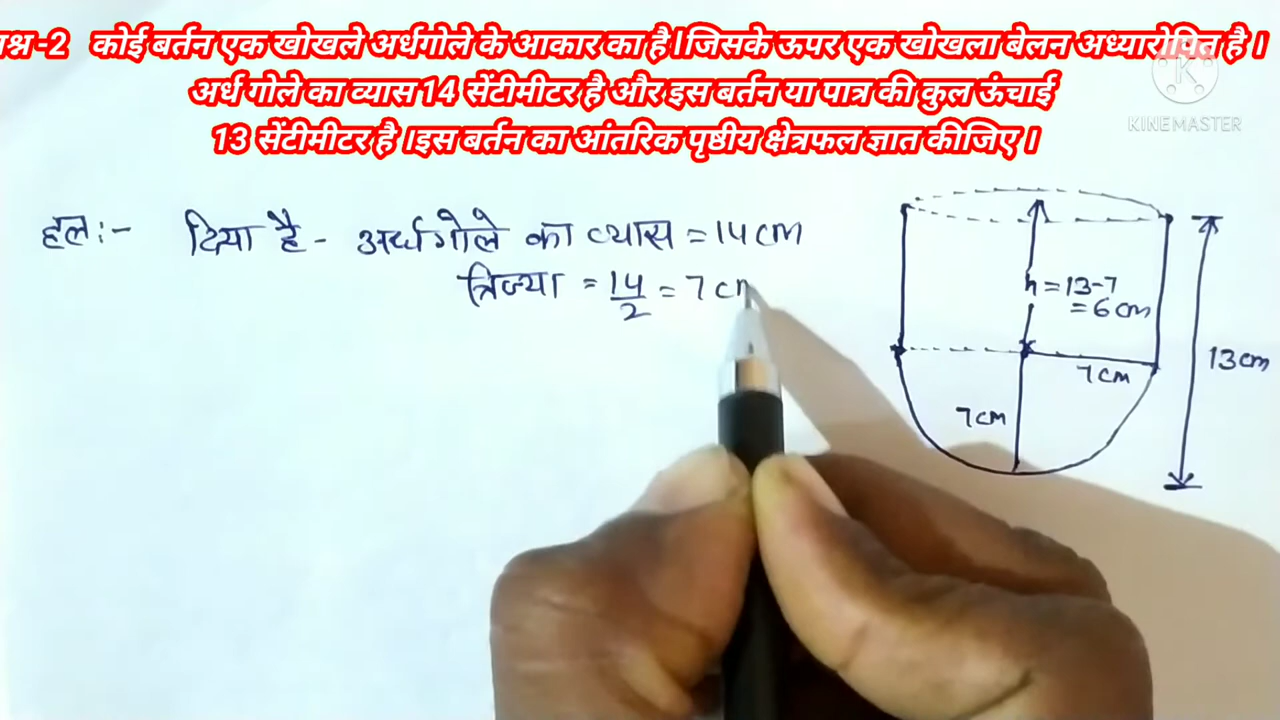 श्न -2 कोई बर्तन एक खोखले अर्धगोले के आकार का है।जिसके ऊपर एक खोखला बेलन अध्यारोपित है ।
अर्ध गोले का व्यास 14 सेंटीमीटर है और इस बर्तन या पात्र की कुल ऊंचाई
13 सेंटीमीटर है ।इस बर्तन का आंतरिक पृष्ठीय क्षेत्रफल ज्ञात कीजिए ।
K
KINEMASTER
हल:- दिया है - अर्धगोले का व्यास = 14 cm
त्रिज्या = 14/2 = 7 cm
h = 13-7
= 6 cm
13 cm
7 cm
7 cm